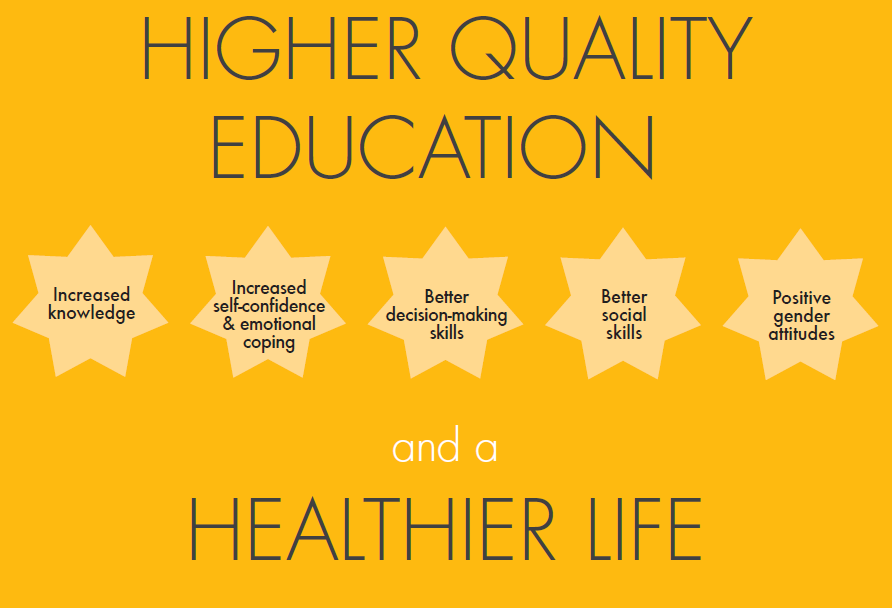 HIGHER QUALITY
EDUCATION
Increased
knowledge
Increased
self-confidence
& emotional
coping
Better
decision-making
skills
Better
social
skills
Positive
gender
attitudes
and a
HEALTHIER LIFE